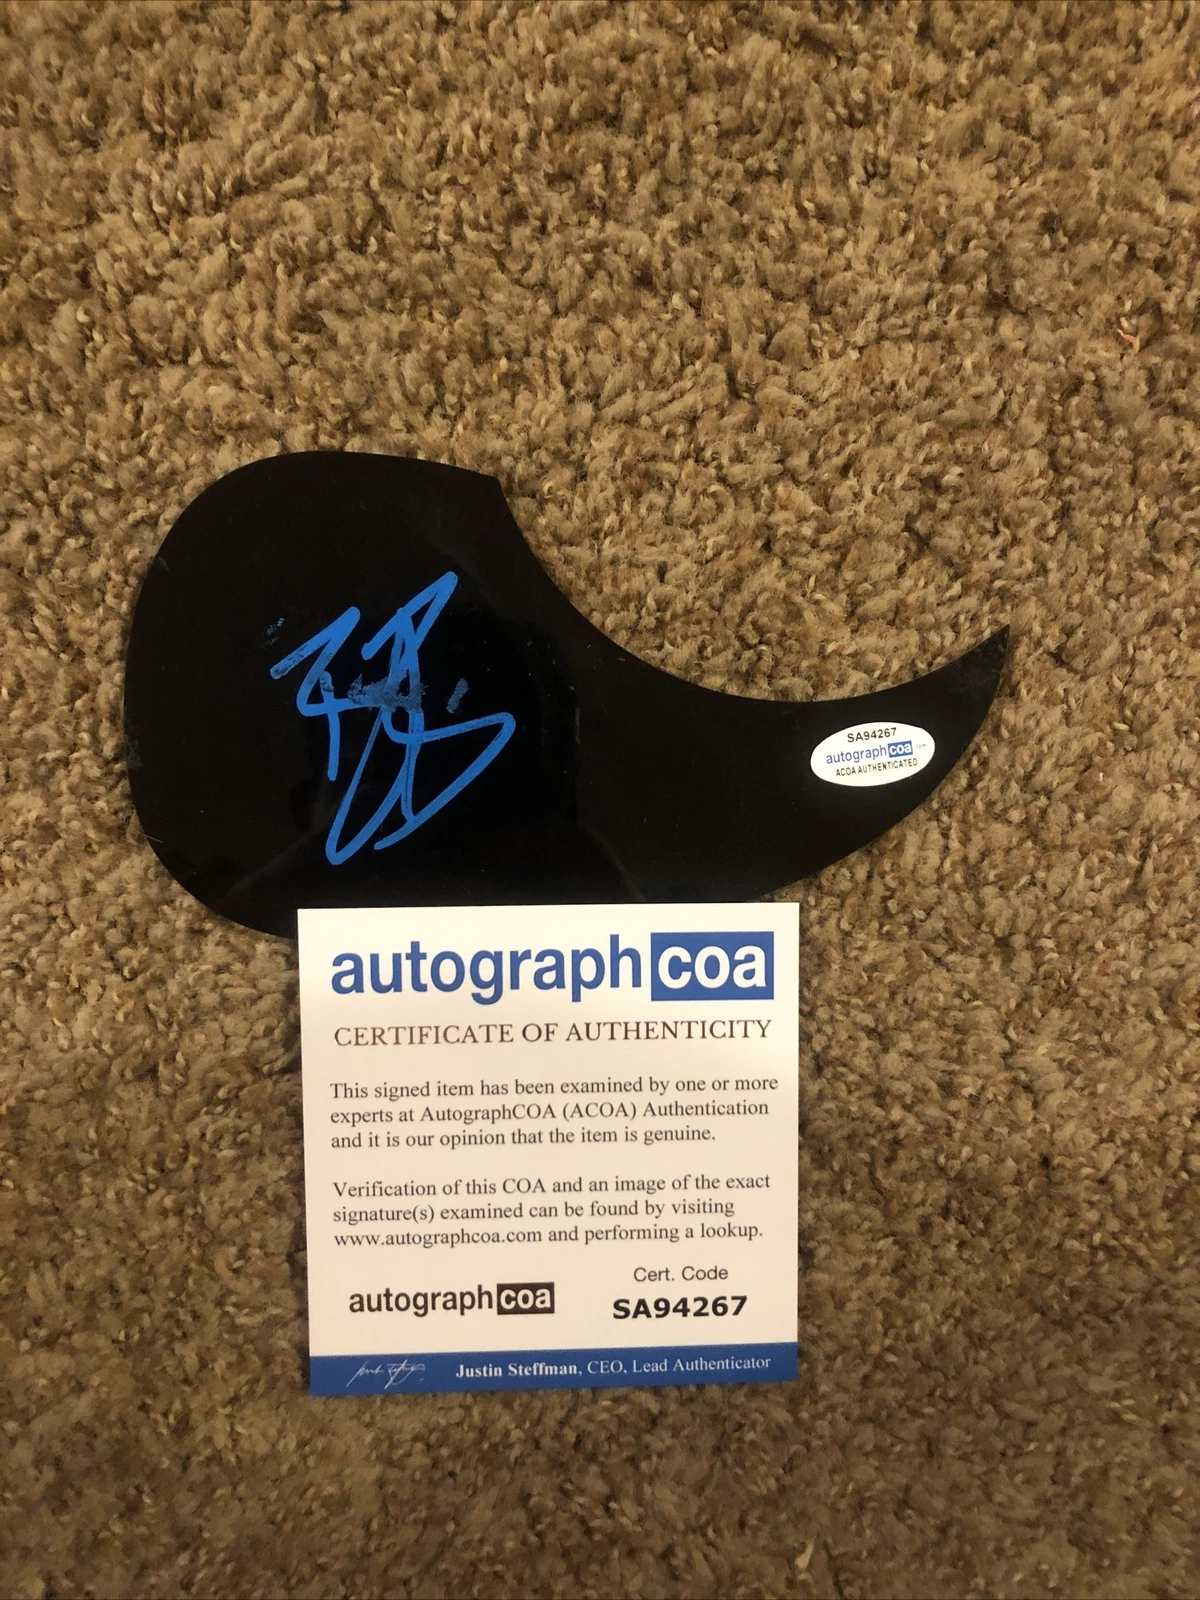 SA94267
autographcoa
ACOA AUTHENTICATED
autographcoa
CERTIFICATE OF AUTHENTICITY
This signed item has been examined by one or more
experts at AutographCOA (ACOA) Authentication
and it is our opinion that the item is genuine.
Verification of this COA and an image of the exact
signature(s) examined can be found by visiting
www.autographcoa.com and performing a lookup.
Cert. Code
autographcoa
SA94267
Justin Steffman, CEO, Lead Authenticator